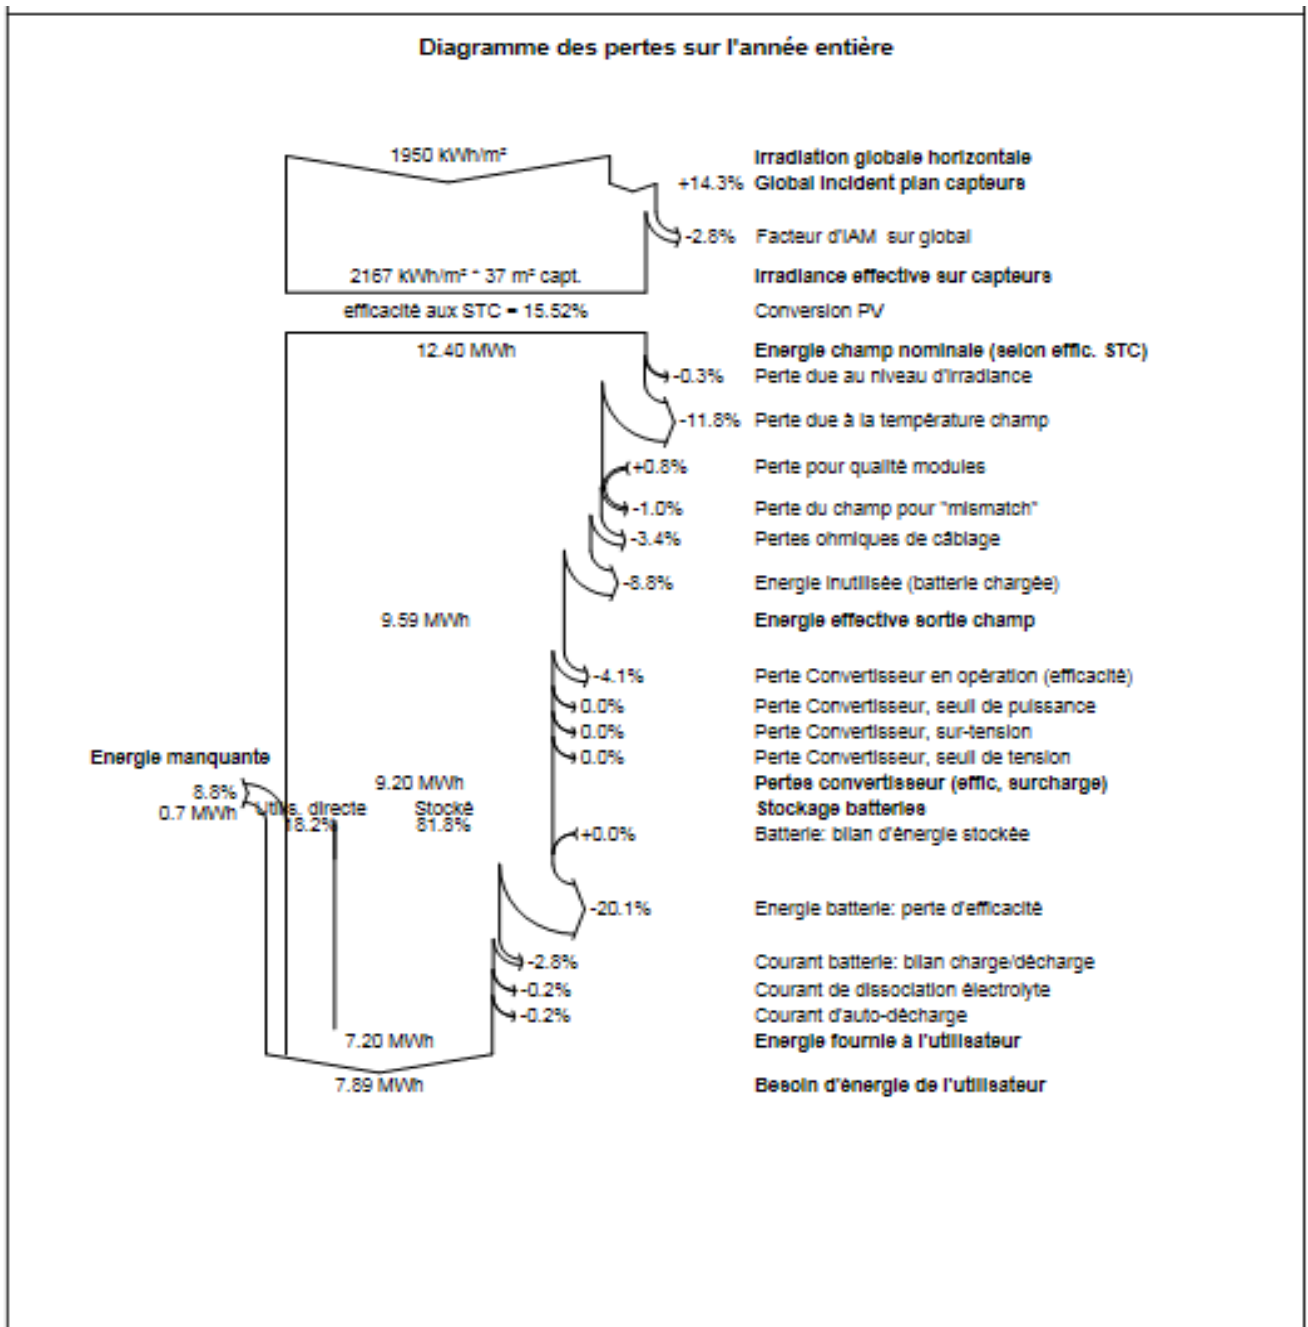 Diagramme des pertes sur l'année entière
1950 kWh/m² Irradiation globale horizontale
+14.3% Global incident plan capteurs
-2.8% Facteur d'IAM sur global
2167 kWh/m² * 37 m² capt. Irradiance effective sur capteurs
efficacité aux STC = 15.52% Conversion PV
12.40 MWh Energie champ nominale (selon effic. STC)
-0.3% Perte due au niveau d'irradiance
-11.8% Perte due à la température champ
+0.8% Perte pour qualité modules
-1.0% Perte du champ pour "mismatch"
-3.4% Pertes ohmiques de câblage
-8.8% Energie inutilisée (batterie chargée)
9.59 MWh Energie effective sortie champ
-4.1% Perte Convertisseur en opération (efficacité)
0.0% Perte Convertisseur, seuil de puissance
0.0% Perte Convertisseur, sur-tension
Energie manquante 0.0% Perte Convertisseur, seuil de tension
8.8% 9.20 MWh Pertes convertisseur (effic, surcharge)
0.7 MWh Utilis. directe Stocké Stockage batteries
18.2% 81.8%
+0.0% Batterie: bilan d'énergie stockée
-20.1% Energie batterie: perte d'efficacité
-2.8% Courant batterie: bilan charge/décharge
-0.2% Courant de dissociation électrolyte
-0.2% Courant d'auto-décharge
7.20 MWh Energie fournie à l'utilisateur
7.89 MWh Besoin d'énergie de l'utilisateur